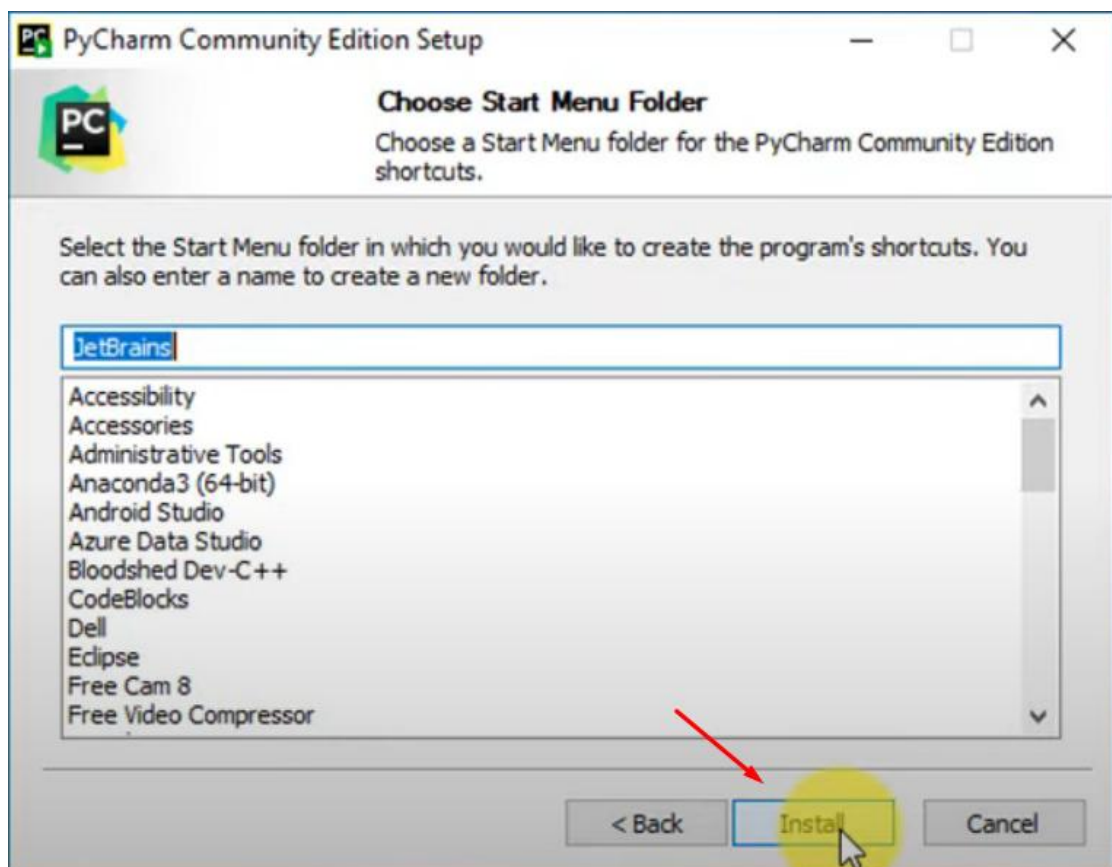 PyCharm Community Edition Setup
PC
Choose Start Menu Folder
Choose a Start Menu folder for the PyCharm Community Edition
shortcuts.
Select the Start Menu folder in which you would like to create the program's shortcuts. You
can also enter a name to create a new folder.
JetBrains
Accessibility
Accessories
Administrative Tools
Anaconda3 (64-bit)
Android Studio
Azure Data Studio
Bloodshed Dev-C++
CodeBlocks
Dell
Eclipse
Free Cam 8
Free Video Compressor
< Back
Install
Cancel